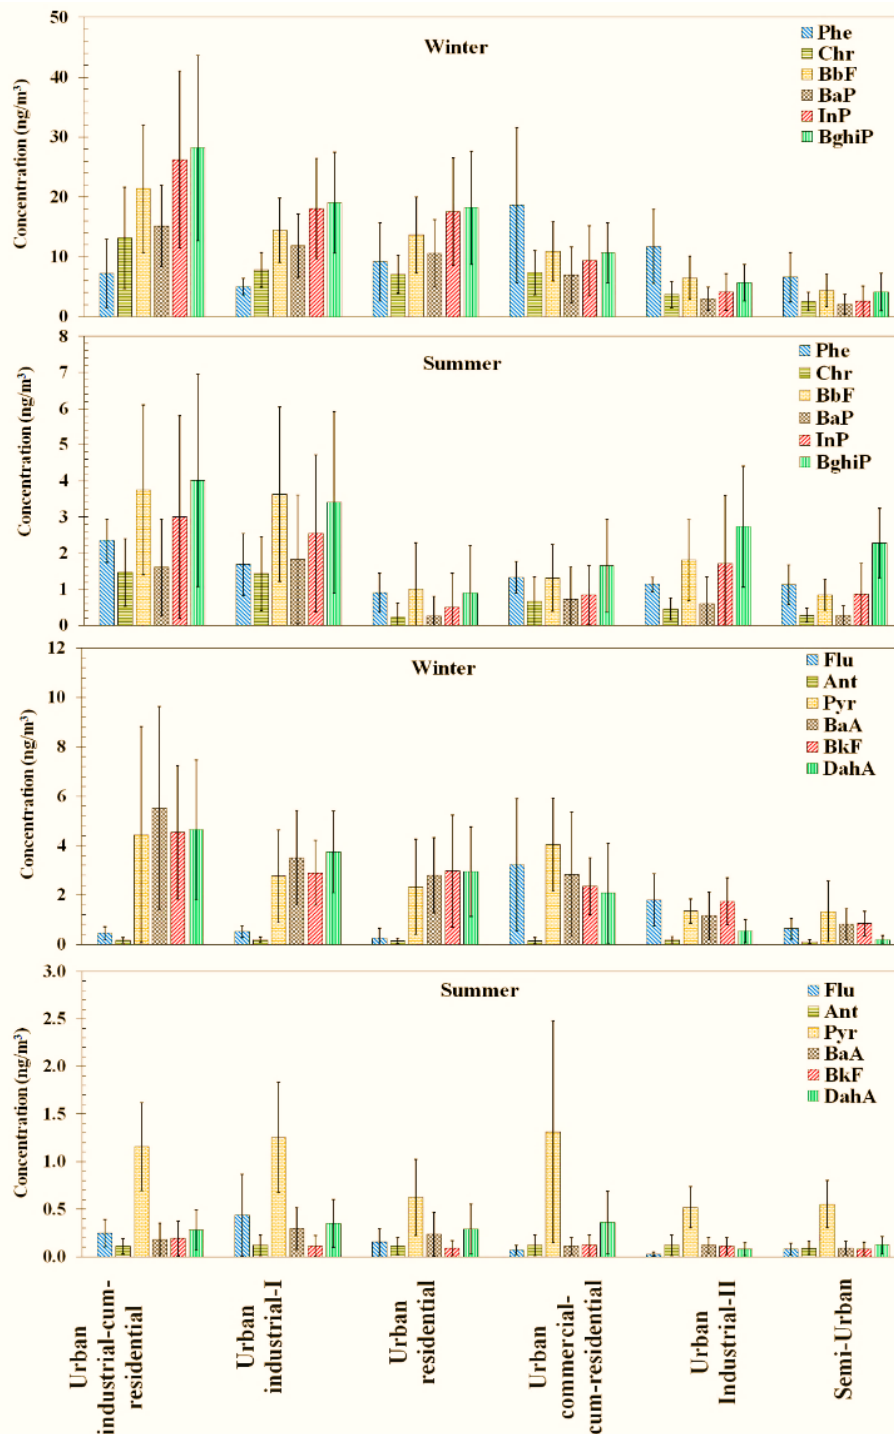 50
40
30
20
10
0
Concentration (ng/m³)
Winter
Phe
Chr
BbF
BaP
InP
BghiP
8
7
6
5
4
3
2
1
0
Concentration (ng/m³)
Summer
Phe
Chr
BbF
BaP
InP
BghiP
12
10
8
6
4
2
0
Concentration (ng/m³)
Winter
Flu
Ant
Pyr
BaA
BkF
DahA
3.0
2.5
2.0
1.5
1.0
0.5
0.0
Concentration (ng/m³)
Summer
Flu
Ant
Pyr
BaA
BkF
DahA
Urban
industrial-cum-
residential
Urban
industrial-I
Urban
residential
Urban
commercial-
cum-residential
Urban
Industrial-II
Semi-Urban